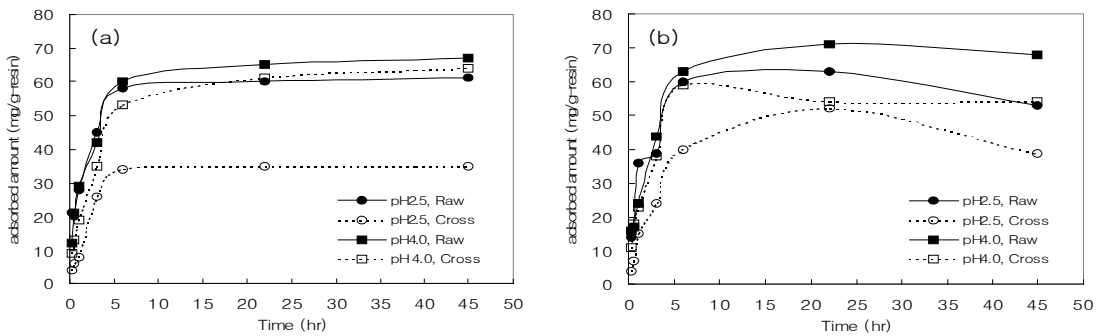 (a)
adsorbed amount (mg/g-resin)
80
70
60
50
40
30
20
10
0
pH2.5, Raw
pH2.5, Cross
pH4.0, Raw
pH4.0, Cross
0 5 10 15 20 25 30 35 40 45 50
Time (hr)
(b)
adsorbed amount (mg/g-resin)
80
70
60
50
40
30
20
10
0
pH2.5, Raw
pH2.5, Cross
pH4.0, Raw
pH4.0, Cross
0 5 10 15 20 25 30 35 40 45 50
Time (hr)